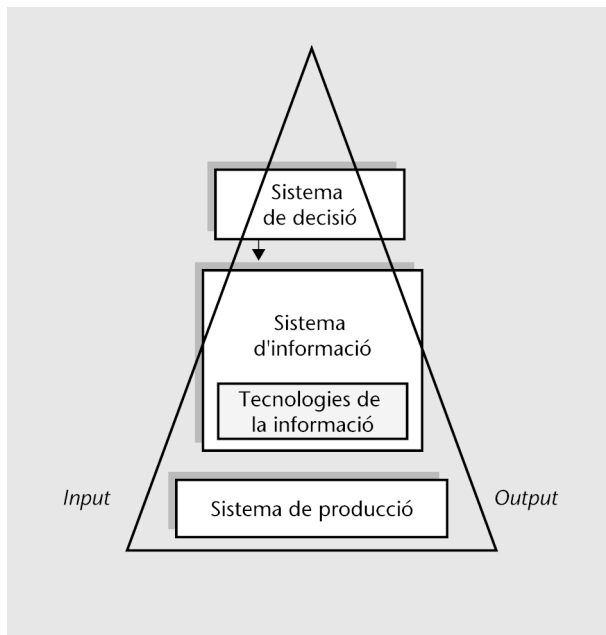 Sistema
de decisió
Sistema
d'informació
Tecnologies de
la informació
Input
Sistema de producció
Output